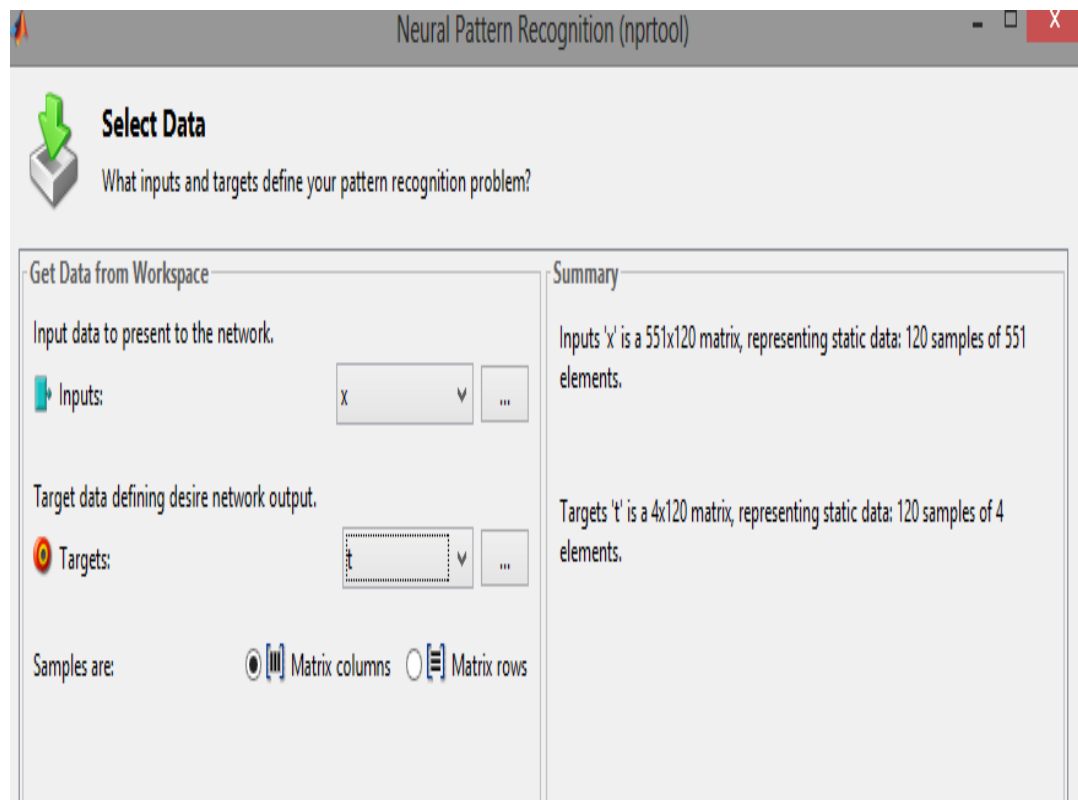 Neural Pattern Recognition (nprtool)
X
Select Data
What inputs and targets define your pattern recognition problem?
Get Data from Workspace
Input data to present to the network.
Inputs:
x
...
Target data defining desire network output.
Targets:
t
...
Samples are:
Matrix columns
Matrix rows
Summary
Inputs 'x' is a 551x120 matrix, representing static data: 120 samples of 551
elements.
Targets 't' is a 4x120 matrix, representing static data: 120 samples of 4
elements.